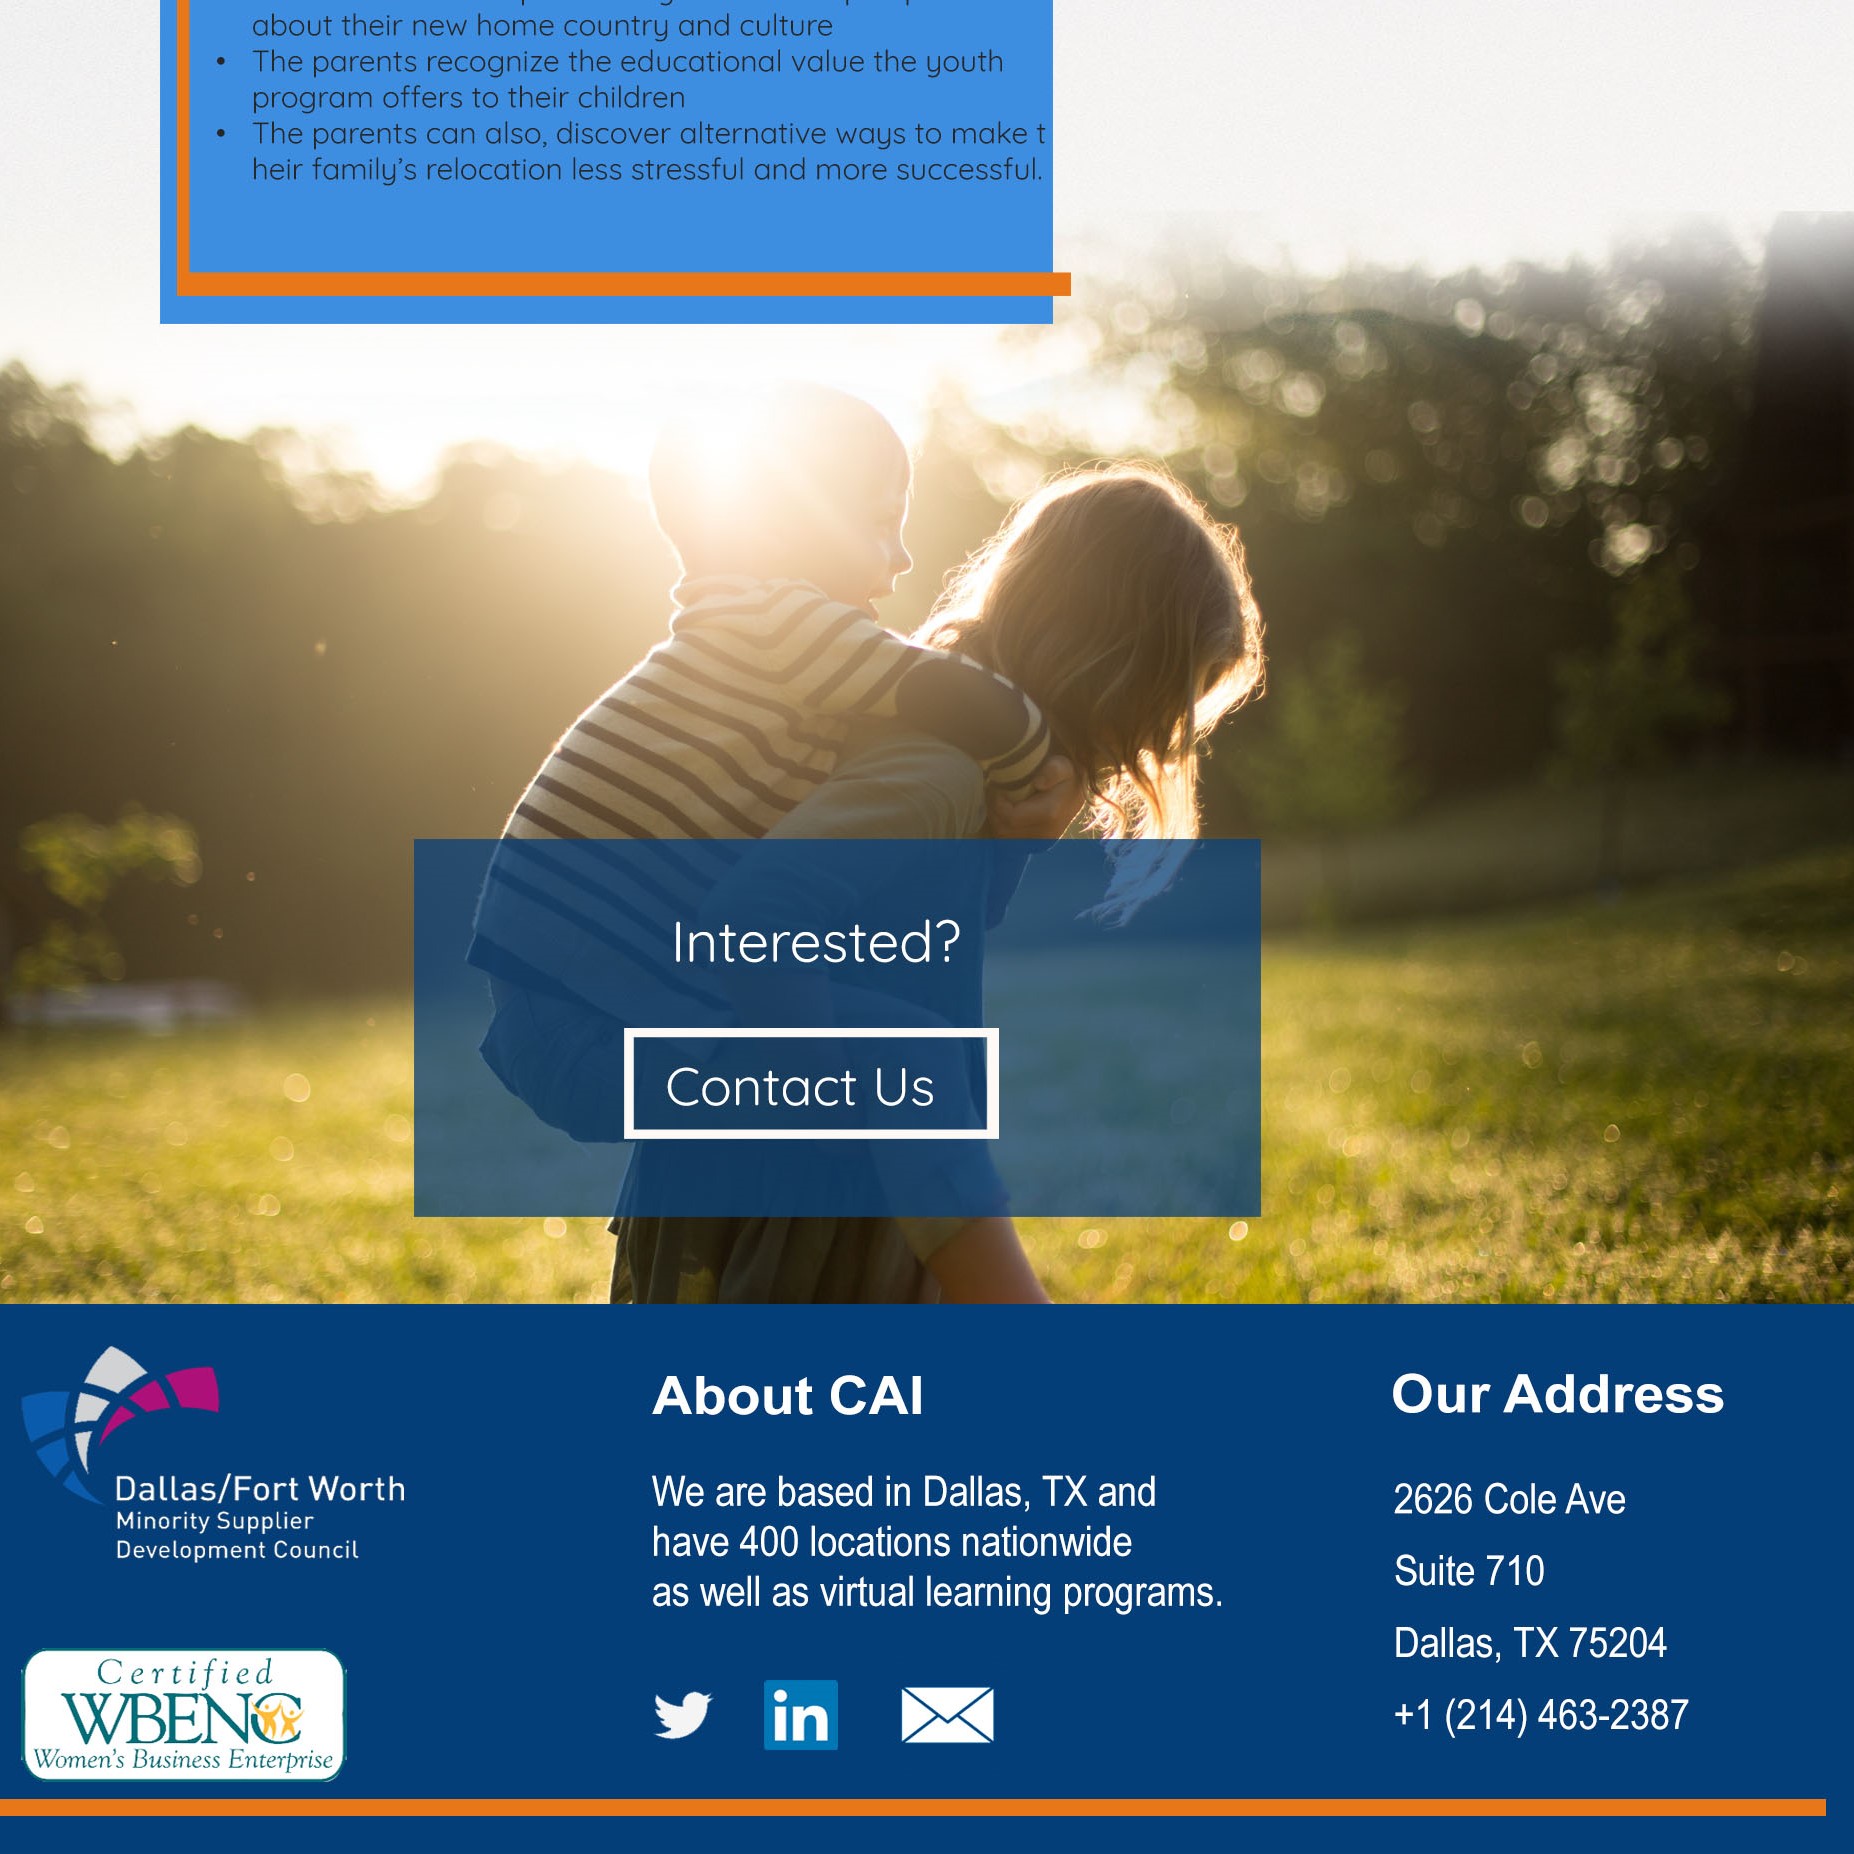 about their new home country and culture
• The parents recognize the educational value the youth
program offers to their children
• The parents can also, discover alternative ways to make t
heir family's relocation less stressful and more successful.
Interested?
Contact Us
Dallas/Fort Worth
Minority Supplier
Development Council
Certified
WBENC
Women's Business Enterprise
About CAI
We are based in Dallas, TX and
have 400 locations nationwide
as well as virtual learning programs.
in
Our Address
2626 Cole Ave
Suite 710
Dallas, TX 75204
+1 (214) 463-2387